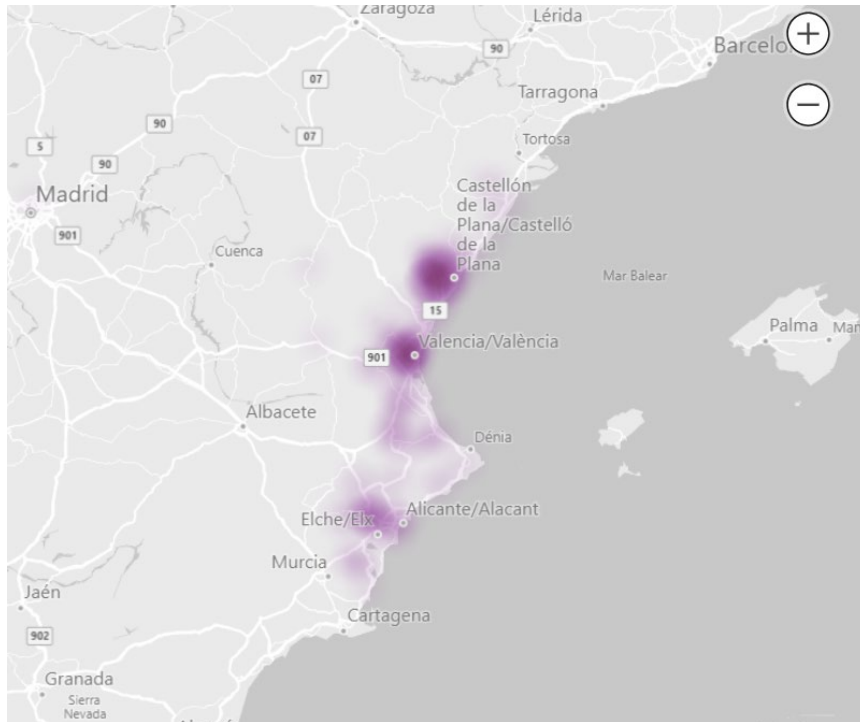 Zaragoza
Lérida
Barcelo
+
90
07
−
Tarragona
90
07
5
Tortosa
90
Madrid
Castellón
de la
Plana/Castelló
de la
Plana
901
Cuenca
Mar Balear
15
Palma
Valencia/València
901
Albacete
Dénia
Alicante/Alacant
Elche/Elx
Murcia
Jaén
Cartagena
902
Granada
Sierra
Nevada